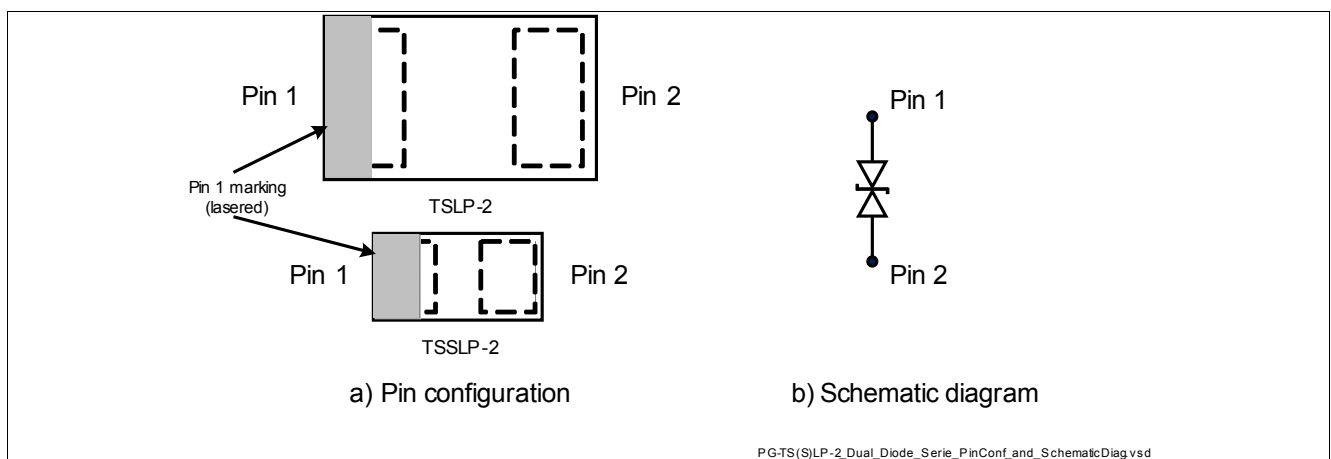 Pin 1
Pin 2
Pin 1 marking
(lasered)
TSLP-2
Pin 1
Pin 2
TSSLP-2
a) Pin configuration
Pin 1
Pin 2
b) Schematic diagram
PG-TS(S)LP-2_Dual_Diode_Serie_PinConf_and_SchematicDiag.vsd